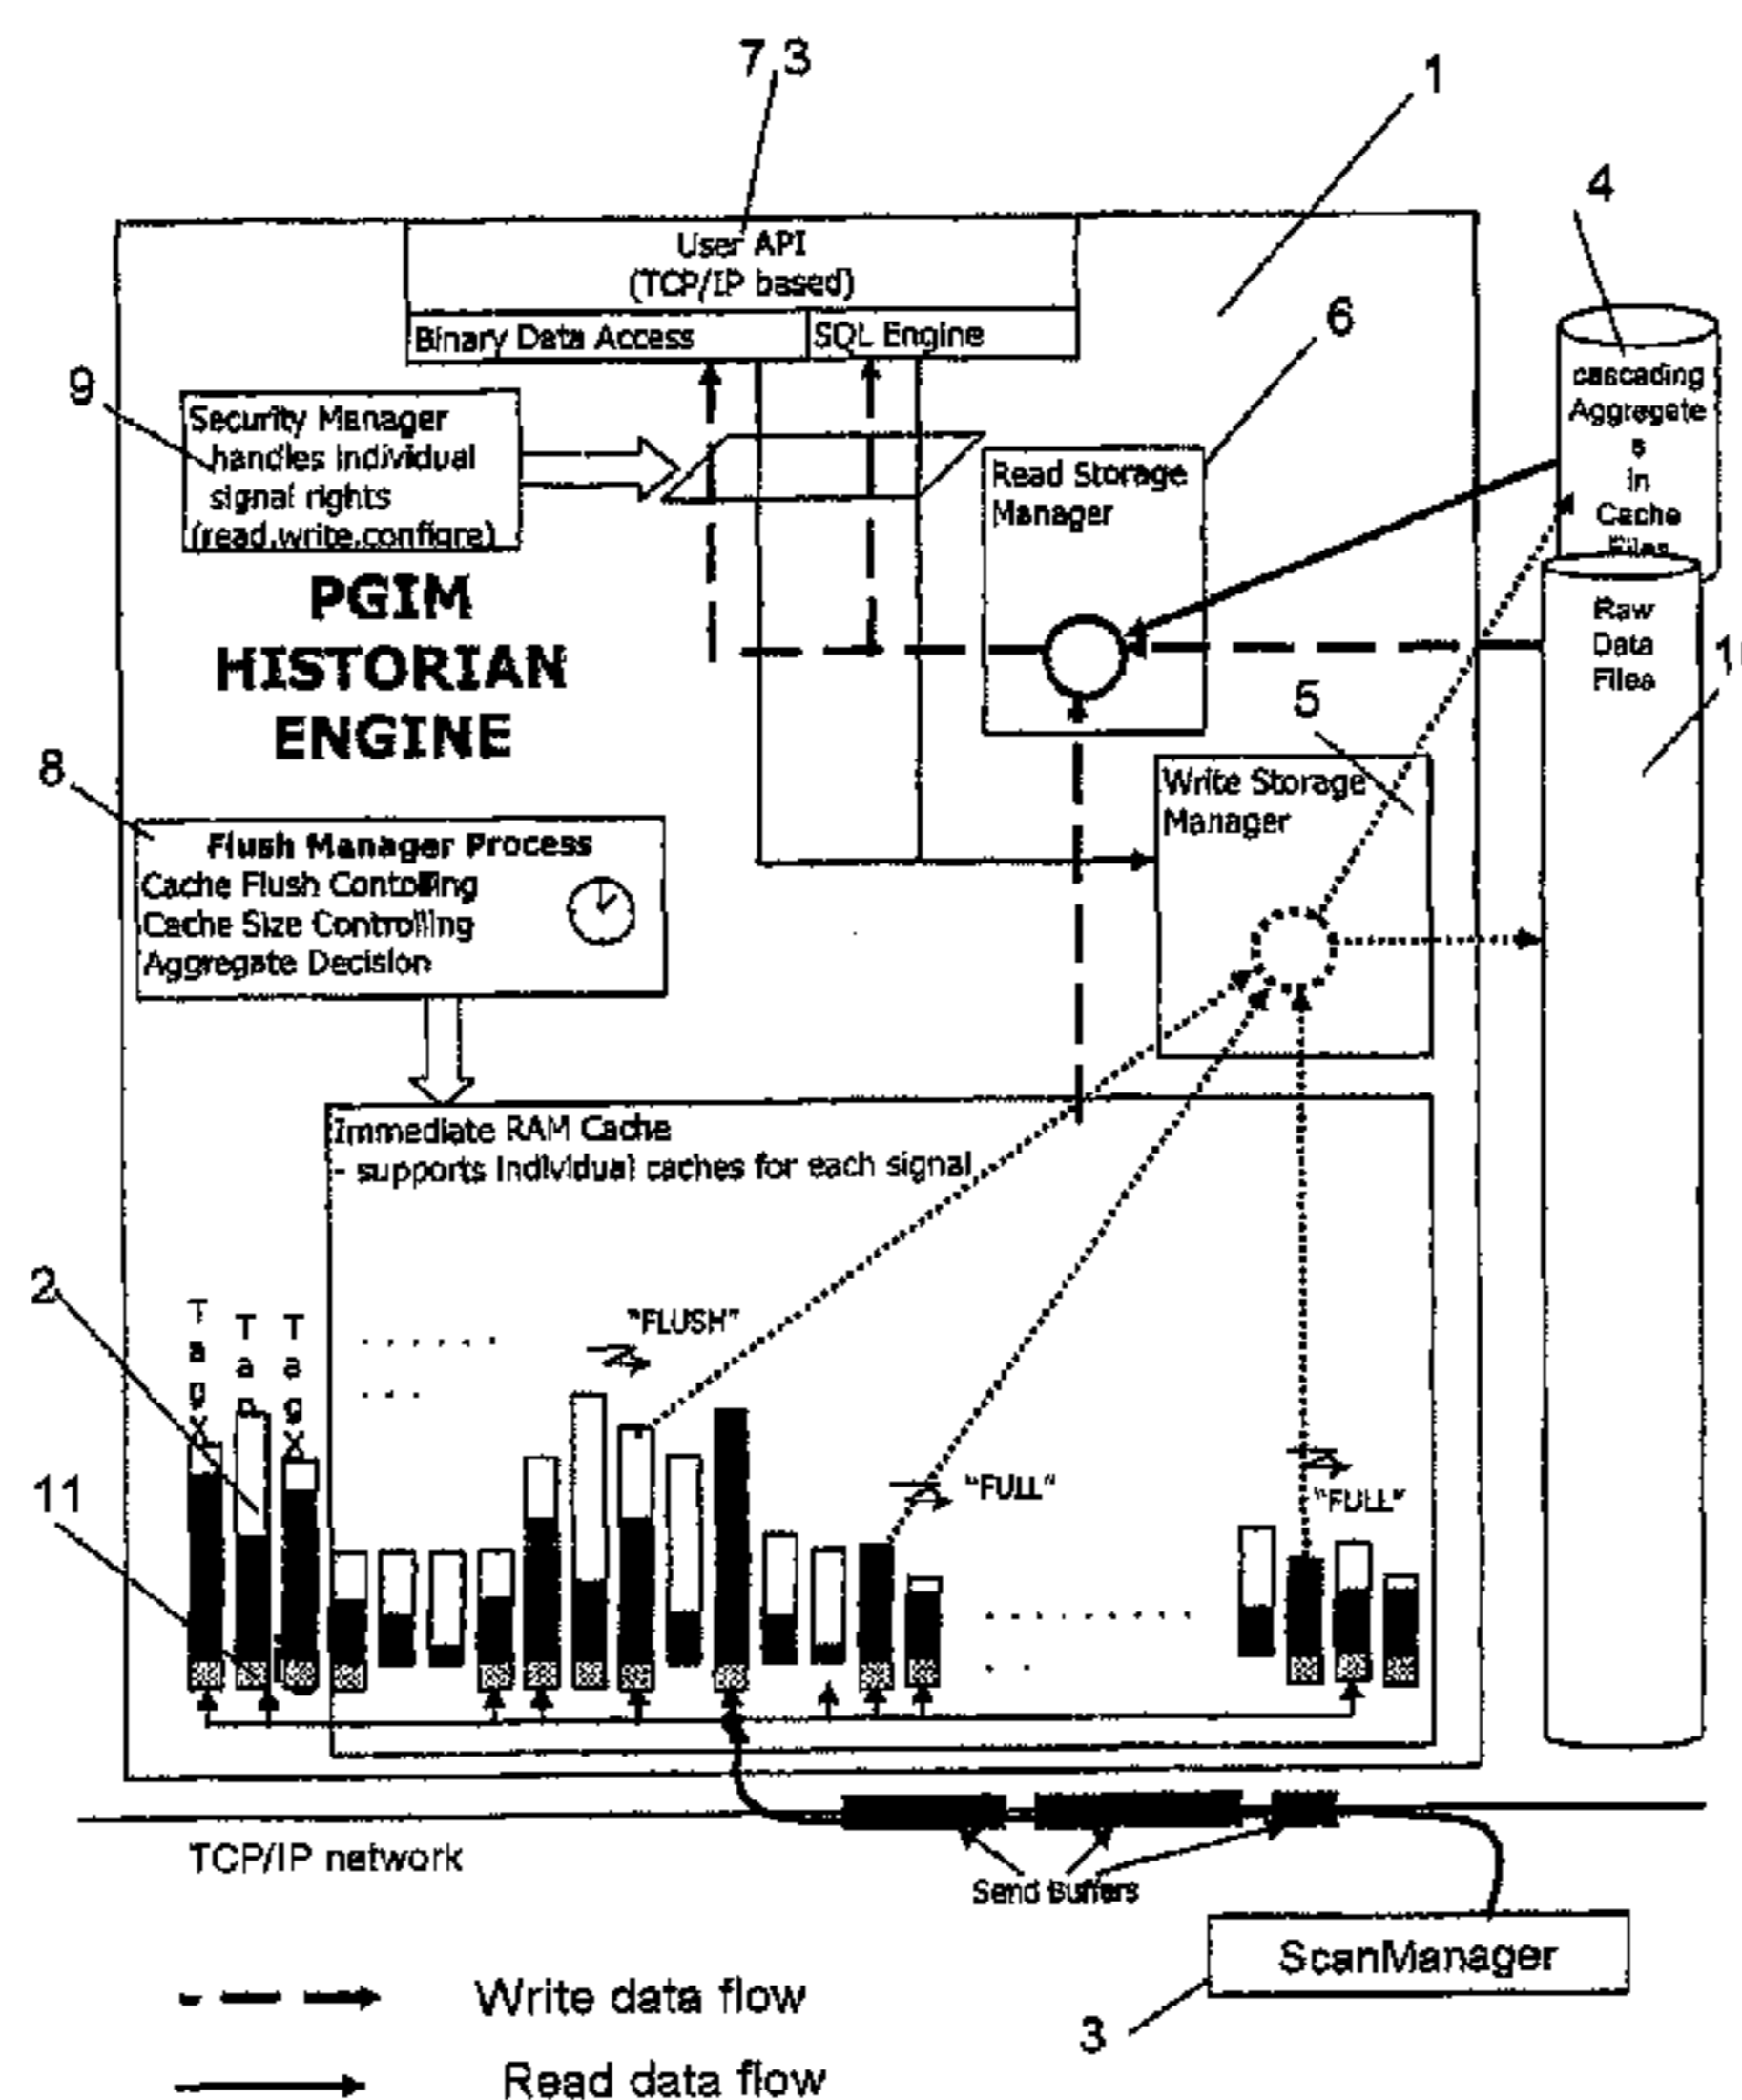 7,3
1
4
User API
(TCP/IP based)
Binary Data Access
SQL Engine
6
9
Security Manager
handles individual
signal rights
(read.write.configre)
Read Storage
Manager
cascading
Aggregate
s
in
Cache
Files
PGIM
HISTORIAN
ENGINE
Raw
Data
Files
5
8
Flush Manager Process
Cache Flush Contolling
Cache Size Controlling
Aggregate Decision
Write Storage
Manager
Immediate RAM Cache
- supports individual caches for each signal
2
Tag X
Tag
Tag X
"FLUSH"
11
"FULL"
"FULL"
TCP/IP network
Send Buffers
ScanManager
3
Write data flow
Read data flow